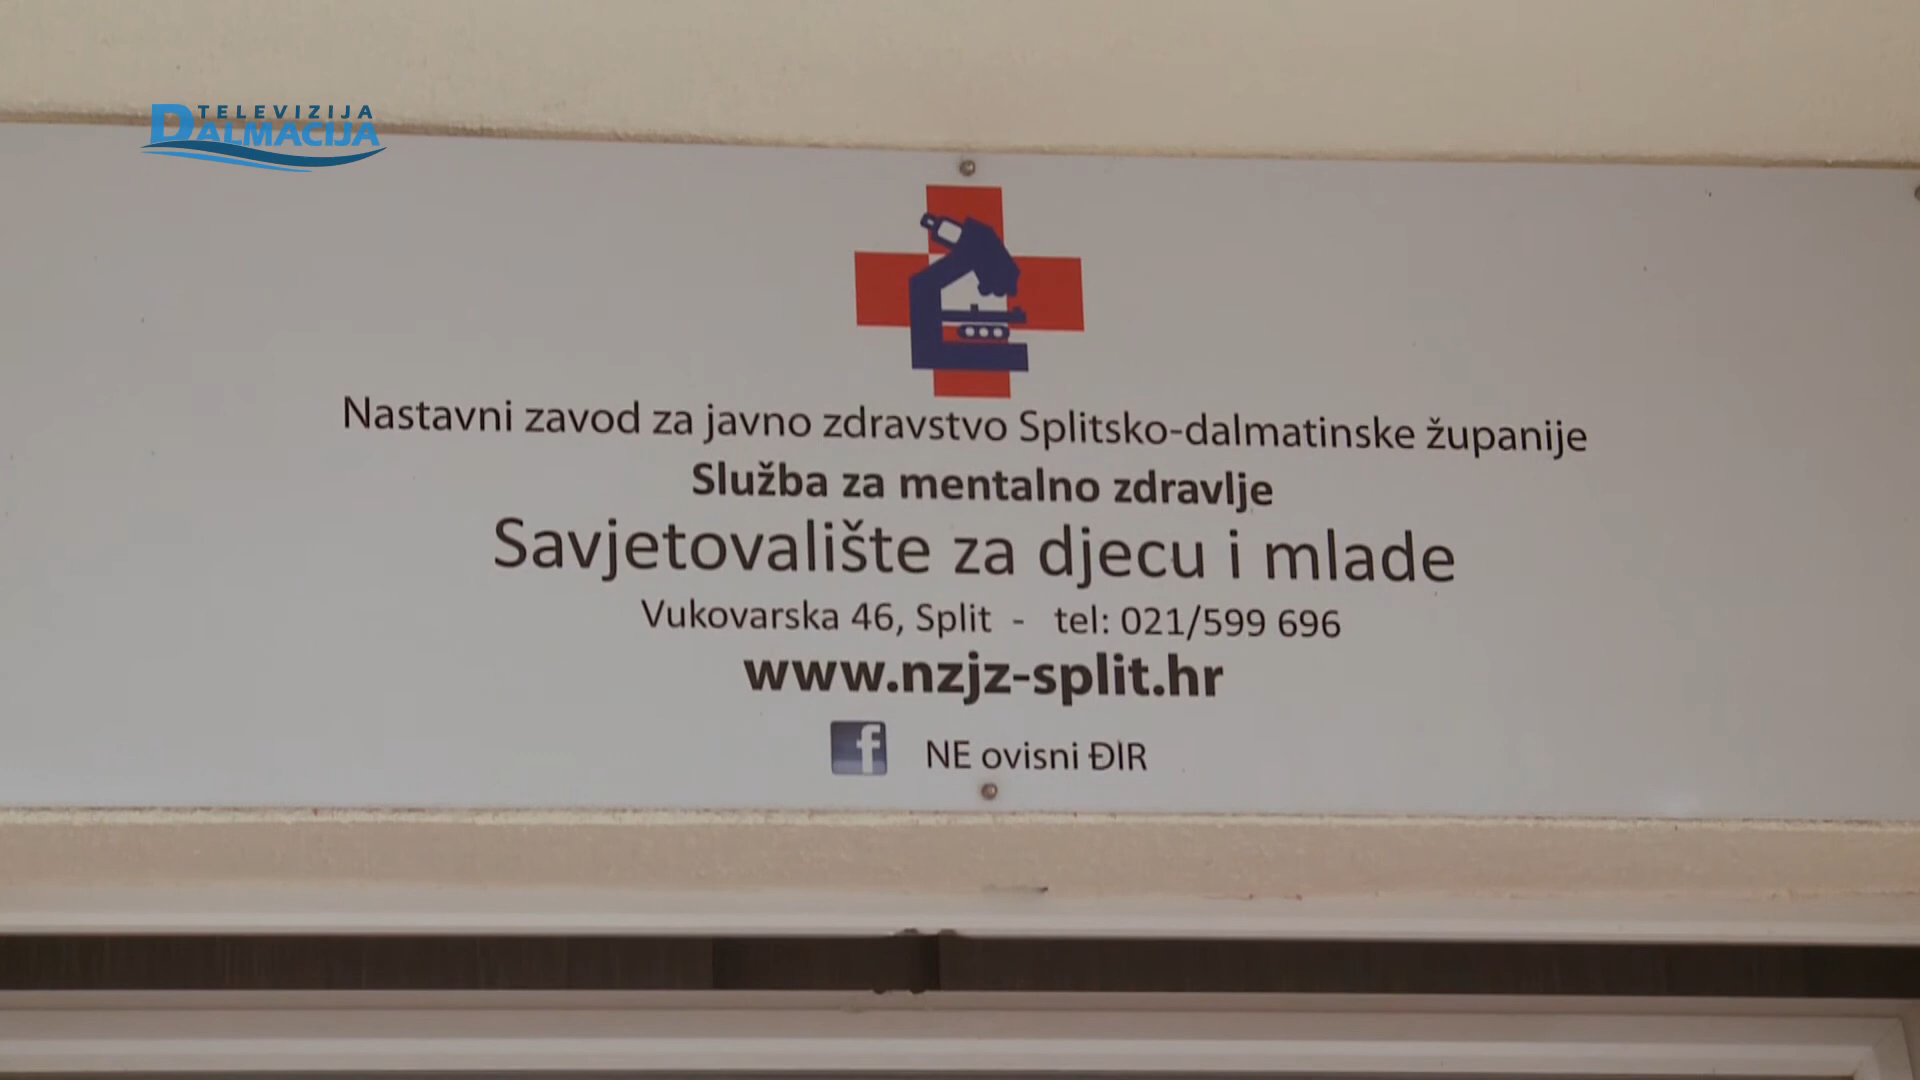 TELEVIZIJA
DALMACIJA
Nastavni zavod za javno zdravstvo Splitsko-dalmatinske županije
Služba za mentalno zdravlje
Savjetovalište za djecu i mlade
Vukovarska 46, Split - tel: 021/599 696
www.nzjz-split.hr
f NE ovisni ĐIR